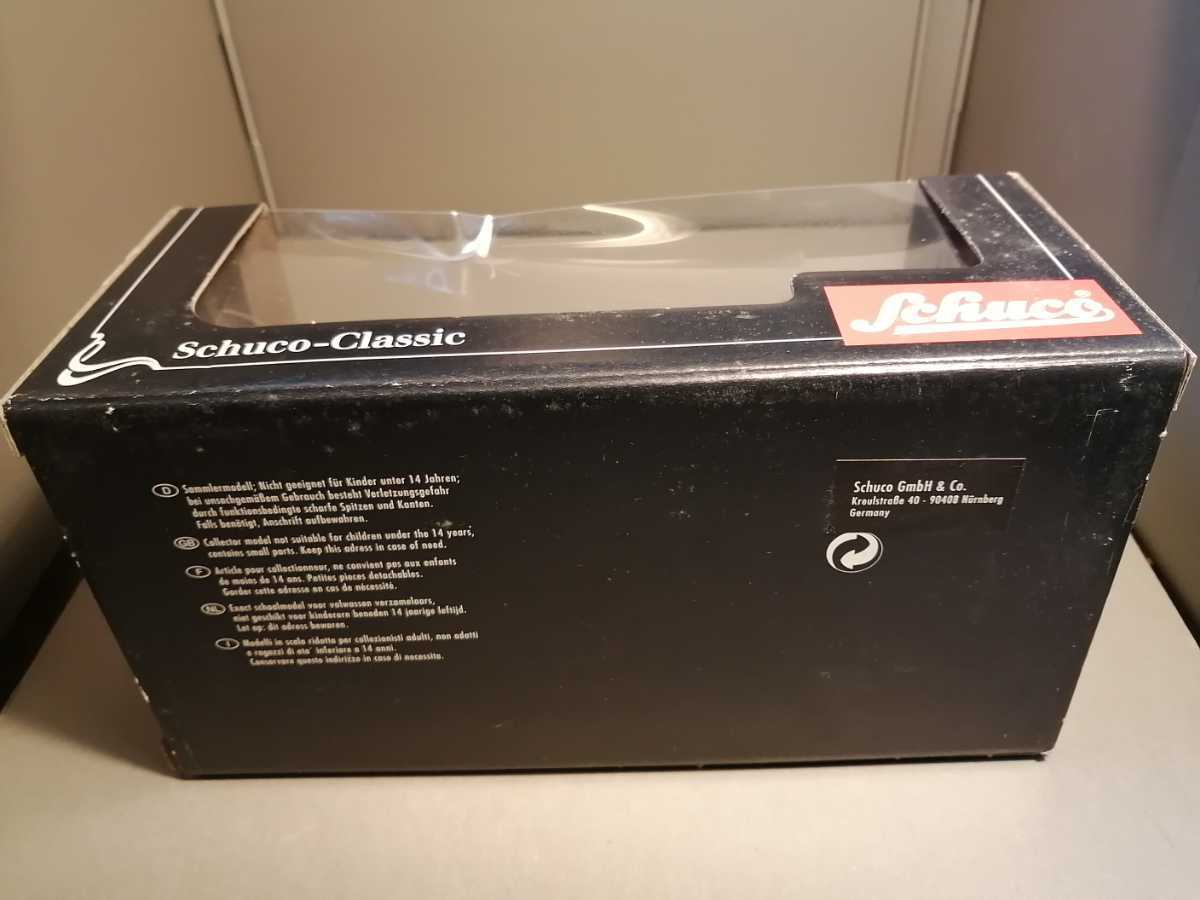 Schuco-Classic
Schuco®
D Sammlermodell; Nicht geeignet für Kinder unter 14 Jahren;
bei unsachgemäßem Gebrauch besteht Verletzungsgefahr
durch funktionsbedingte scharfe Spitzen und Kanten.
Falls benötigt, Anschrift aufbewahren.
GB Collector model not suitable for children under the 14 years,
contains small parts. Keep this adress in case of need.
F Article pour collectionneur, ne convient pas aux enfants
de moins de 14 ans. Petites pieces detachables.
Garder cette adresse en cas de nécessité.
NL Exact schaalmodel voor volwassen verzamelaars,
niet geschikt voor kinderern beneden 14 jaarige leftijd.
Let op: dit adress bewaren.
I Modelli in scala ridotta per collezionisti adulti, non adatti
a ragazzi di eta' inferiore a 14 anni.
Conservare questo indirizzo in caso di necessita.
Schuco GmbH & Co.
Kreulstraße 40 - 90408 Nürnberg
Germany